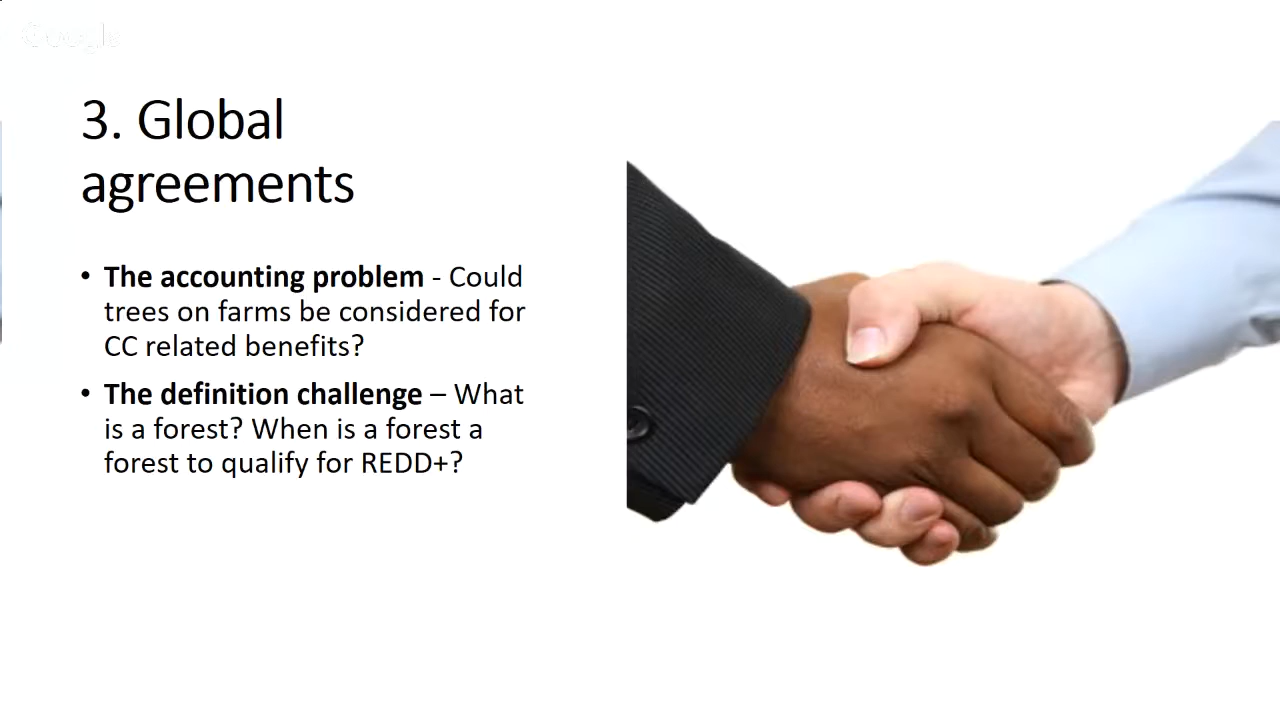 Google
3. Global
agreements
• The accounting problem - Could
trees on farms be considered for
CC related benefits?
• The definition challenge – What
is a forest? When is a forest a
forest to qualify for REDD+?